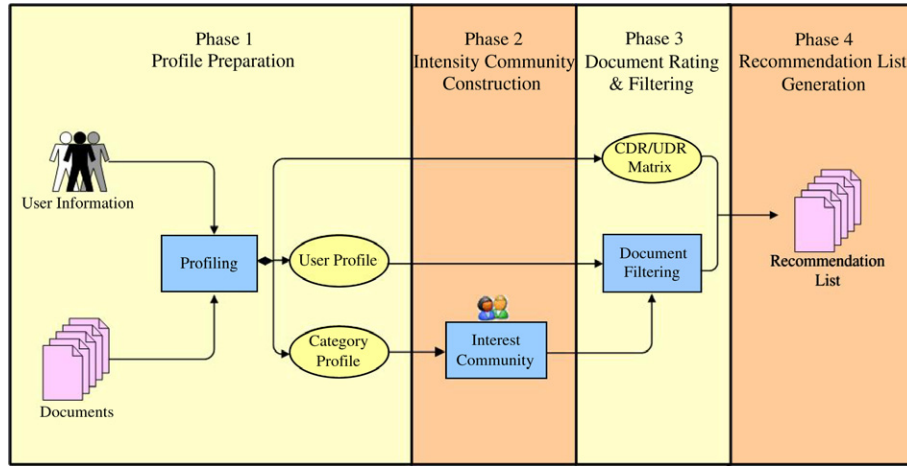 Phase 1
Profile Preparation
Phase 2
Intensity Community
Construction
Phase 3
Document Rating
& Filtering
Phase 4
Recommendation List
Generation
User Information
CDR/UDR
Matrix
Profiling
User Profile
Document
Filtering
Recommendation
List
Category
Profile
Interest
Community
Documents